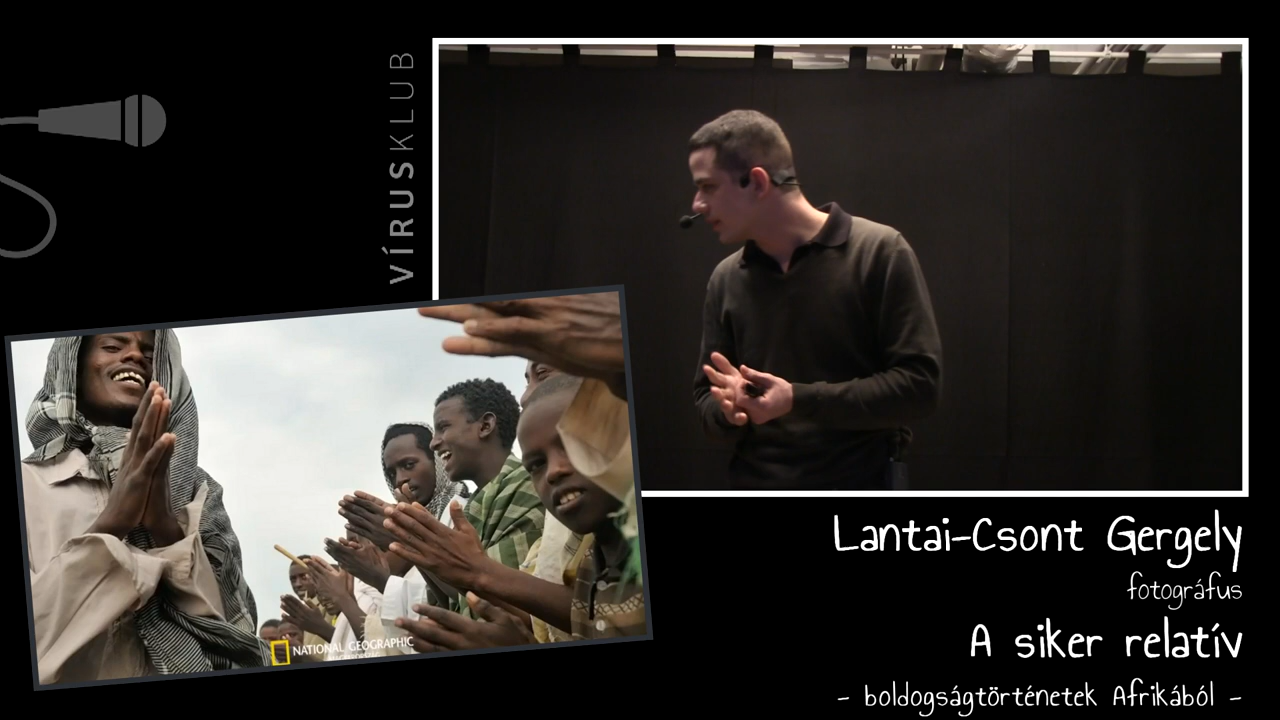 VÍRUSKLUB
NATIONAL GEOGRAPHIC
Lantai-Csont Gergely
fotográfus
A siker relatív
- boldogságtörténetek Afrikából -